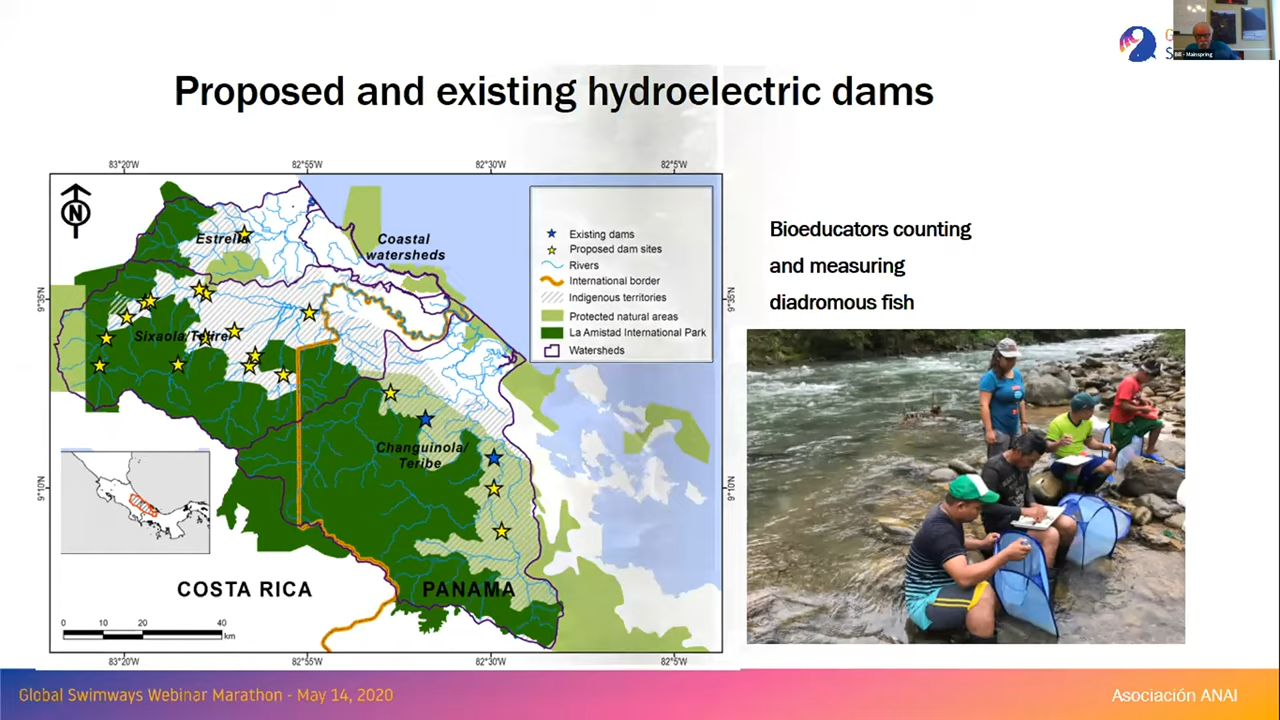 Bill - Mainspring
Proposed and existing hydroelectric dams
83°20'W
82°55'W
82°30'W
82°5'W
N
Estrella
Coastal
watersheds
Existing dams
Proposed dam sites
Rivers
International border
Indigenous territories
Protected natural areas
La Amistad International Park
Watersheds
9°35'N
9°35'N
Sixaola/Telire
Changuinola/
Teribe
9°10'N
9°10'N
COSTA RICA
PANAMA
0 10 20 40
km
83°20'W
82°55'W
82°30'W
82°5'W
Bioeducators counting
and measuring
diadromous fish
Global Swimways Webinar Marathon - May 14, 2020
Asociación ANAI